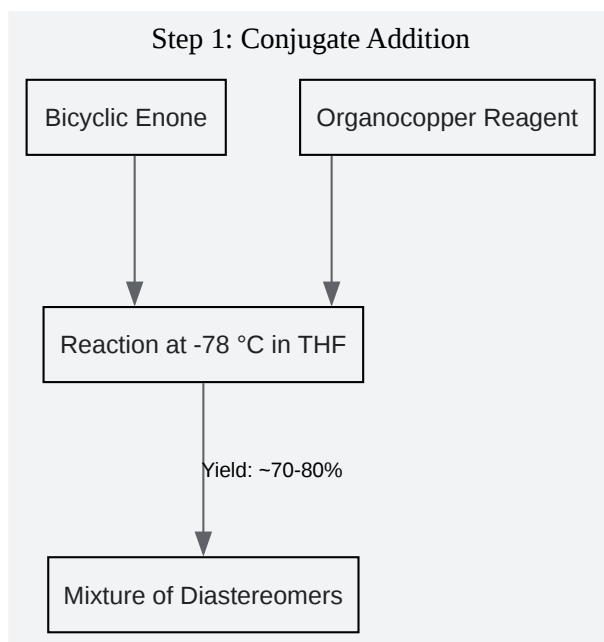 Step 1: Conjugate Addition
Bicyclic Enone
Organocopper Reagent
Reaction at -78 °C in THF
Yield: ~70-80%
Mixture of Diastereomers